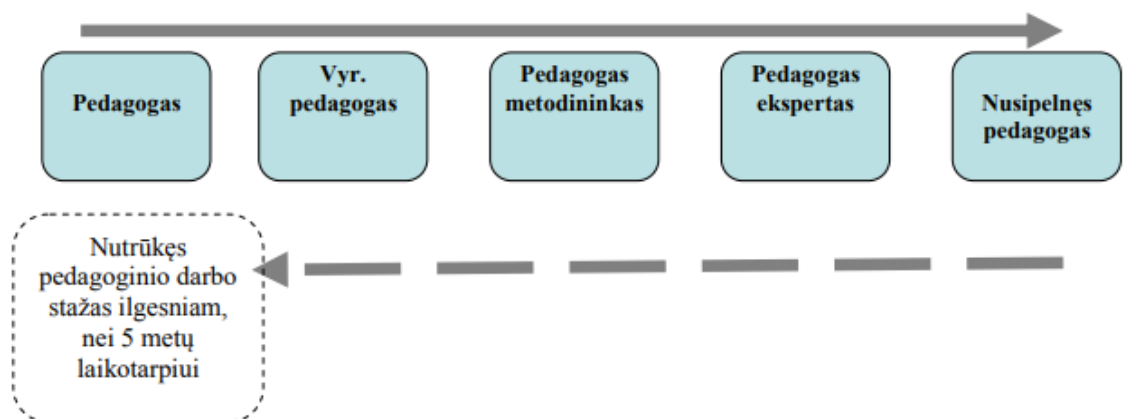 Pedagogas
Vyr.
pedagogas
Pedagogas
metodininkas
Pedagogas
ekspertas
Nusipelnęs
pedagogas
Nutrūkęs
pedagoginio darbo
stažas ilgesniam,
nei 5 metų
laikotarpiui